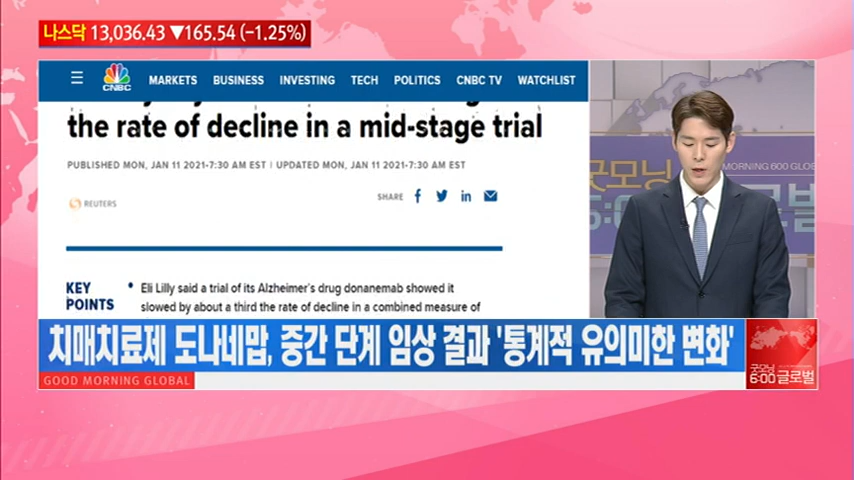 나스닥 13,036.43 ▼165.54 (-1.25%)
CNBC MARKETS BUSINESS INVESTING TECH POLITICS CNBC TV WATCHLIST
the rate of decline in a mid-stage trial
PUBLISHED MON, JAN 11 2021-7:30 AM EST | UPDATED MON, JAN 11 2021-7:30 AM EST
SHARE
REUTERS
KEY POINTS
• Eli Lilly said a trial of its Alzheimer's drug donanemab showed it
slowed by about a third the rate of decline in a combined measure of
굿모닝
MORNING 600 GLOB
치매치료제 도나네맙, 중간 단계 임상 결과 '통계적 유의미한 변화'
GOOD MORNING GLOBAL
굿모닝
6:00 글로벌